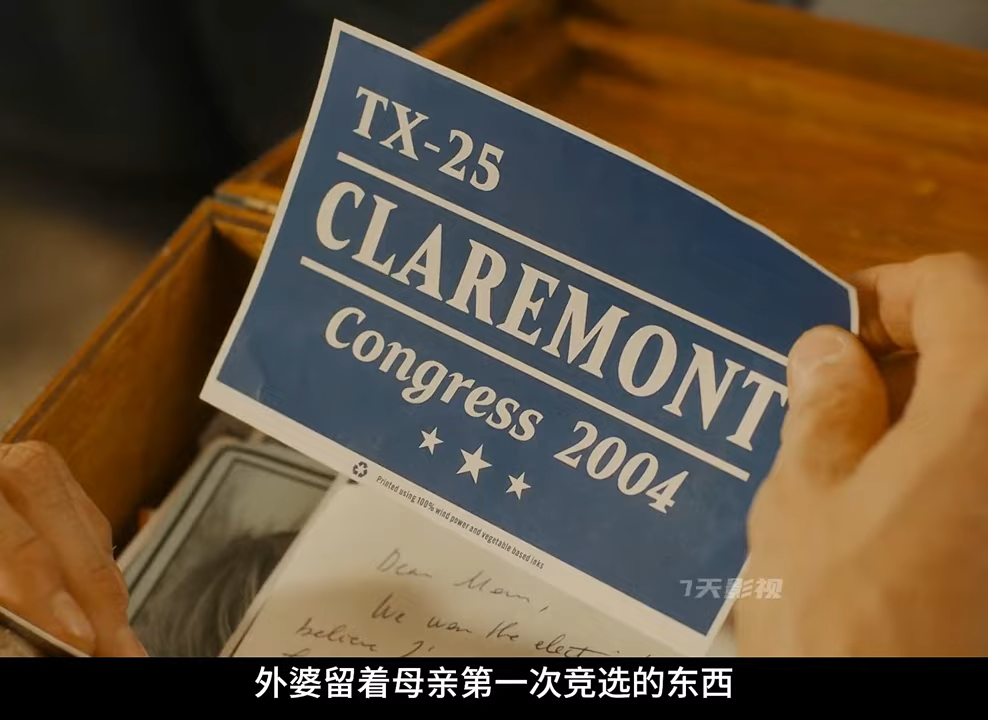 TX-25
CLAREMONT
Congress 2004
Printed using 100% wind power and vegetable based inks
Dear Mom,
We won the elect
believe I'
7天影视
外婆留着母亲第一次竞选的东西